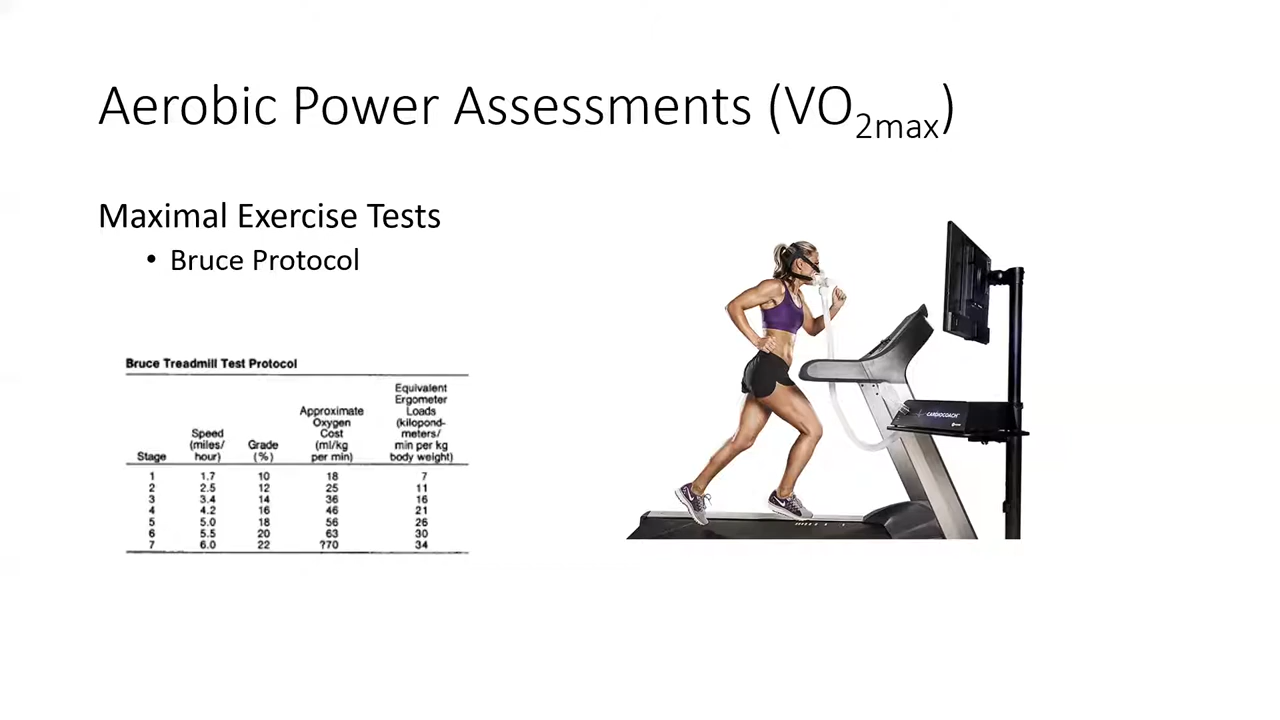 Aerobic Power Assessments (VO2max)
Maximal Exercise Tests
• Bruce Protocol
Bruce Treadmill Test Protocol
Stage Speed (miles/ hour) Grade (%) Approximate Oxygen Cost (ml/kg per min) Equivalent Ergometer Loads (kilopond- meters/ min per kg body weight)
1 1.7 10 18 7
2 2.5 12 25 11
3 3.4 14 36 16
4 4.2 16 46 21
5 5.0 18 56 26
6 5.5 20 63 30
7 6.0 22 ?70 34
CARDIOCOACH